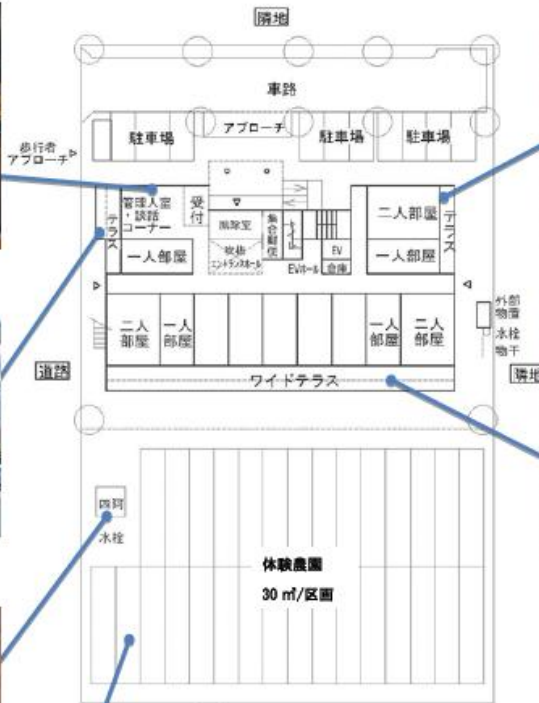 隣地
車路
駐車場
アプローチ
駐車場
駐車場
歩行者
アプローチ
管理人室
・談話
コーナー
受付
テラス
一人部屋
風除室
吹抜
エントランスホール
集合郵便
EVホール
EV
倉庫
二人部屋
一人部屋
テラス
外部
物置
水栓
物干
二人
部屋
一人
部屋
一人
部屋
二人
部屋
道路
隣地
ワイドテラス
四阿
水栓
体験農園
30 ㎡/区画